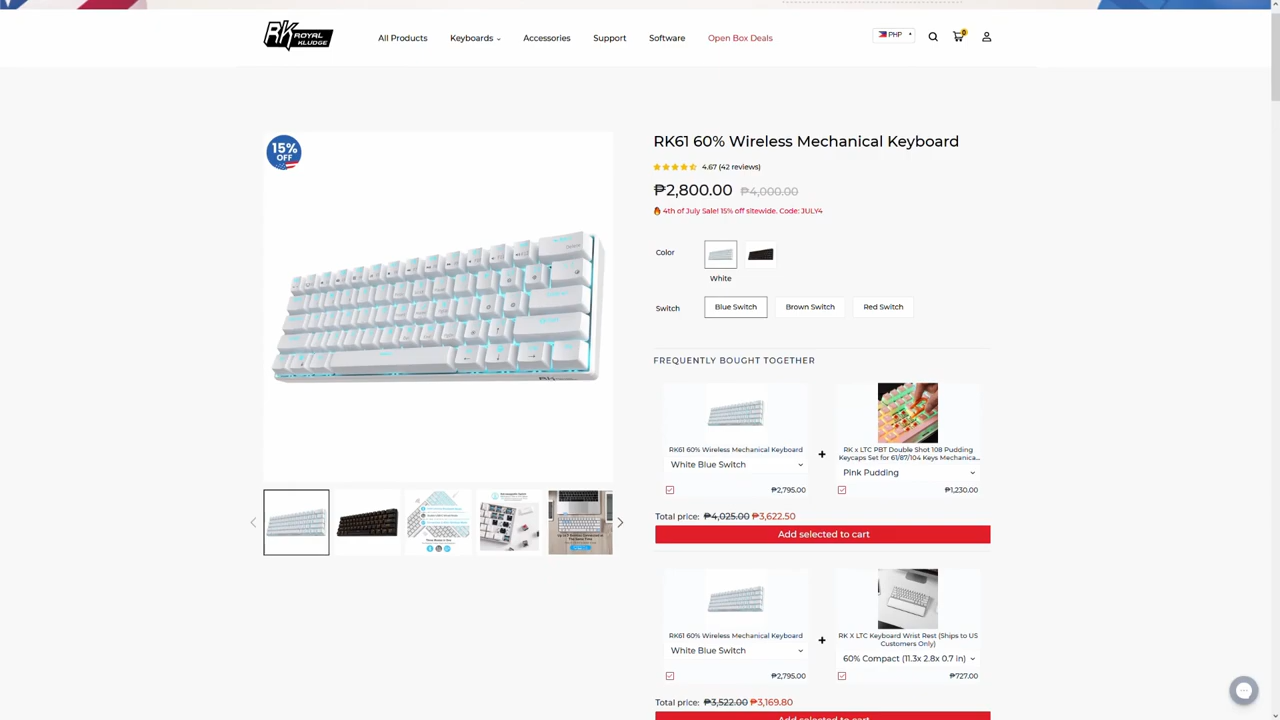 RK ROYAL KLUDGE
All Products
Keyboards
Accessories
Support
Software
Open Box Deals
PHP
0
15% OFF
RK61 60% Wireless Mechanical Keyboard
4.67 (42 reviews)
₱2,800.00 ₱4,000.00
4th of July Sale! 15% off sitewide. Code: JULY4
Color
White
Switch
Blue Switch
Brown Switch
Red Switch
FREQUENTLY BOUGHT TOGETHER
RK61 60% Wireless Mechanical Keyboard
White Blue Switch
₱2,795.00
+
RK x LTC PBT Double Shot 108 Pudding
Keycaps Set for 61/87/104 Keys Mechanica...
Pink Pudding
₱1,230.00
Total price: ₱4,025.00 ₱3,622.50
Add selected to cart
RK61 60% Wireless Mechanical Keyboard
White Blue Switch
₱2,795.00
+
RK X LTC Keyboard Wrist Rest (Ships to US
Customers Only)
60% Compact (11.3x 2.8x 0.7 in)
₱727.00
Total price: ₱3,522.00 ₱3,169.80
Add selected to cart